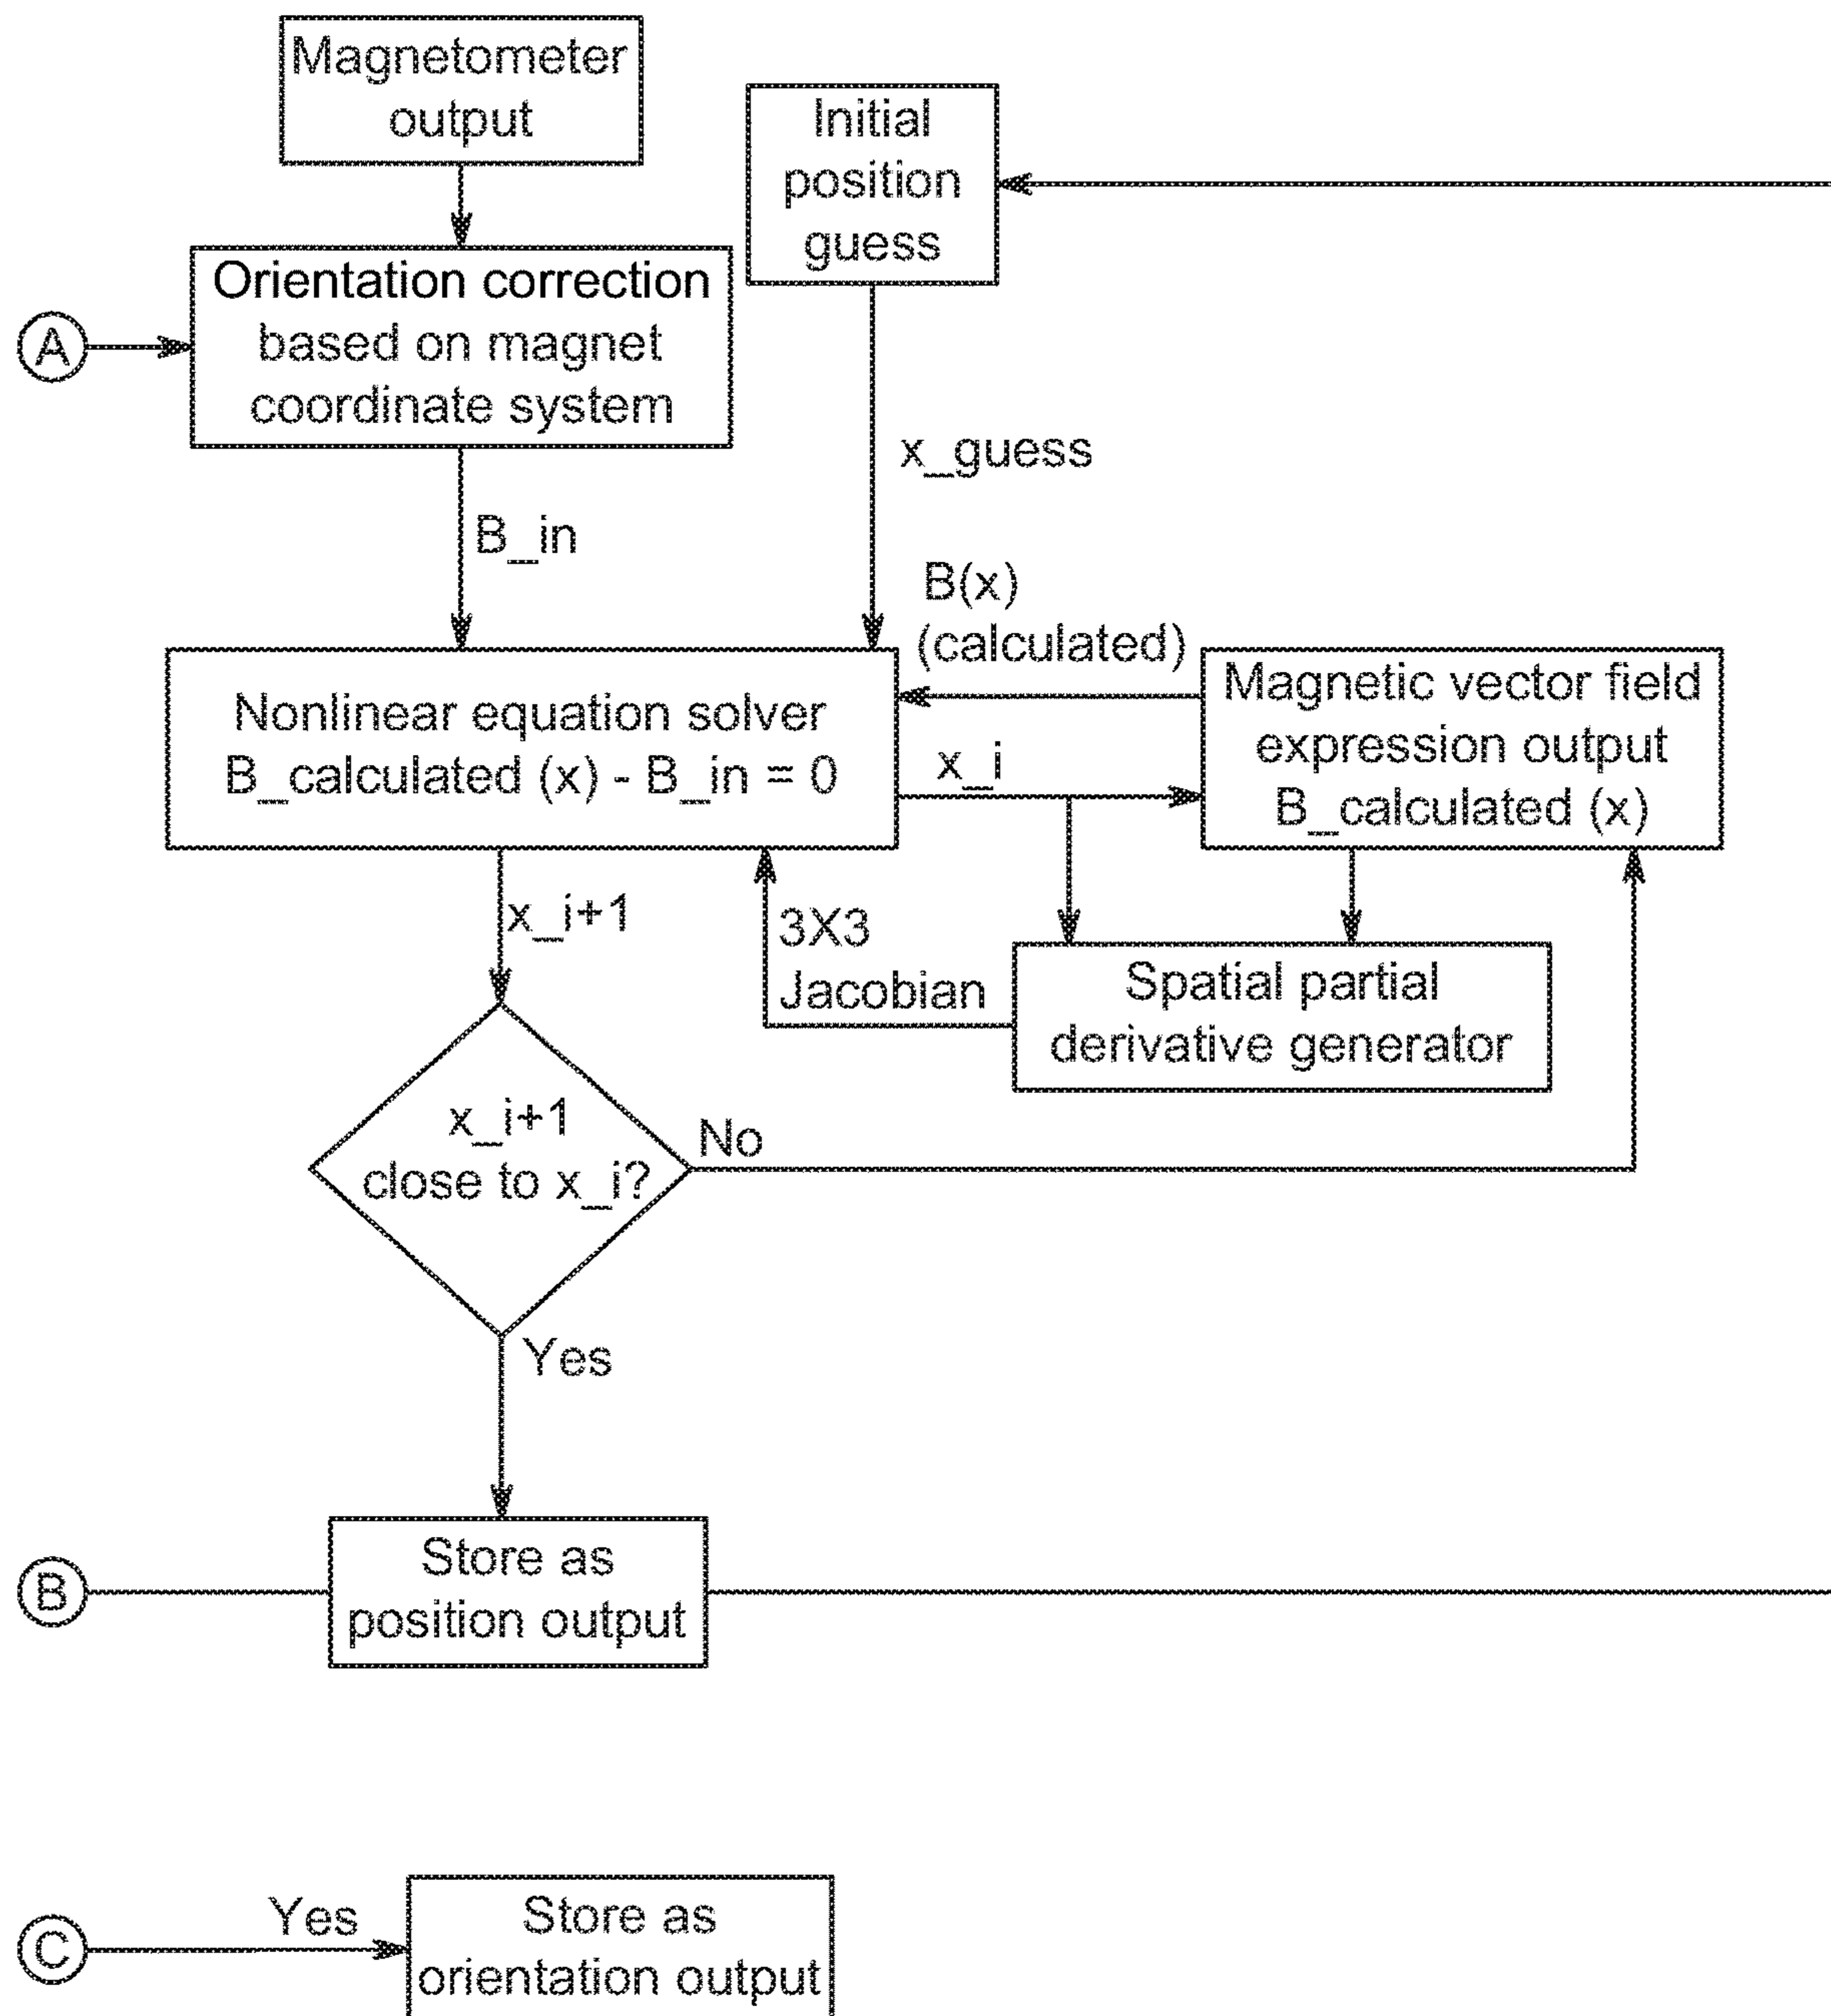 Magnetometer
output
Initial
position
guess
Orientation correction
based on magnet
coordinate system
A
x_guess
B_in
B(x)
(calculated)
Nonlinear equation solver
B_calculated (x) - B_in = 0
x_i
Magnetic vector field
expression output
B_calculated (x)
x_i+1
3X3
Jacobian
Spatial partial
derivative generator
x_i+1
close to x_i?
No
Yes
B
Store as
position output
C
Yes
Store as
orientation output